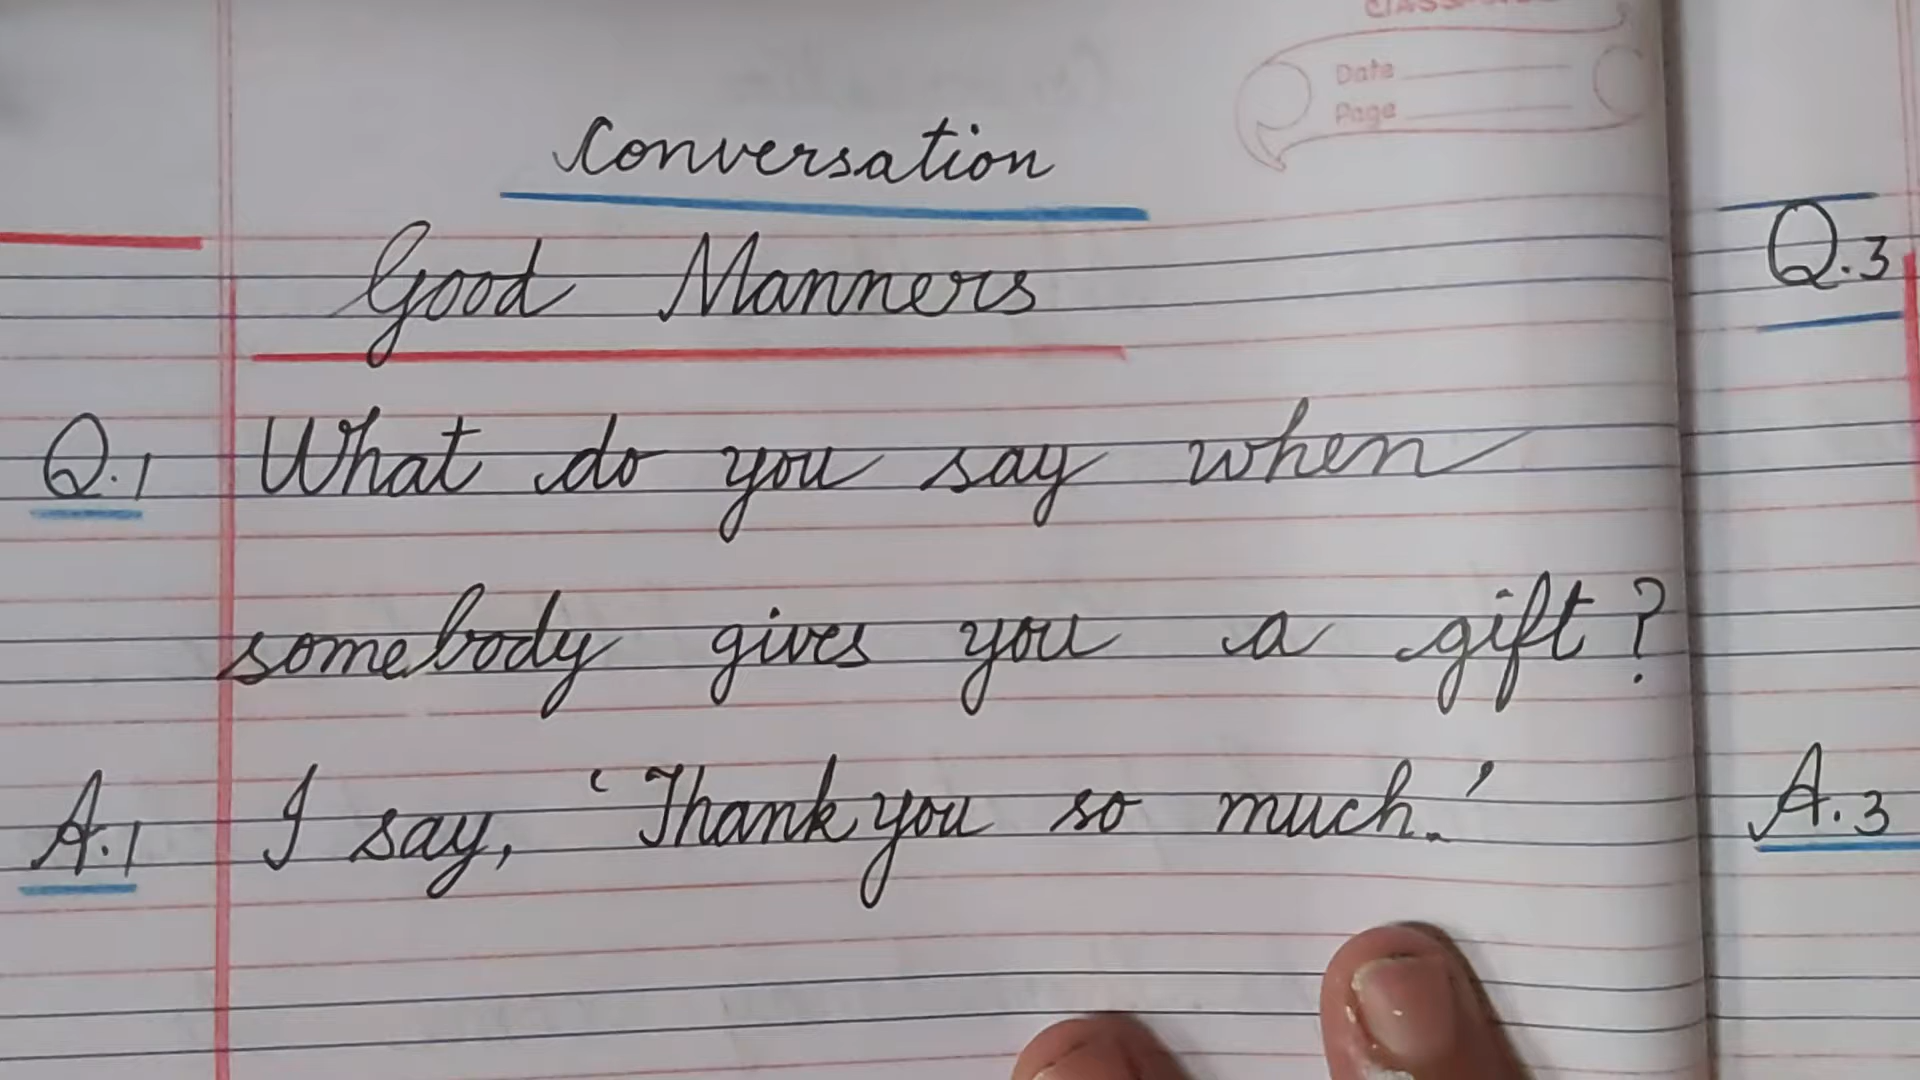 Date
Page
Conversation
Good Manners
Q.1 What do you say when
somebody gives you a gift?
A.1 I say, 'Thank you so much.'
Q.3
A.3